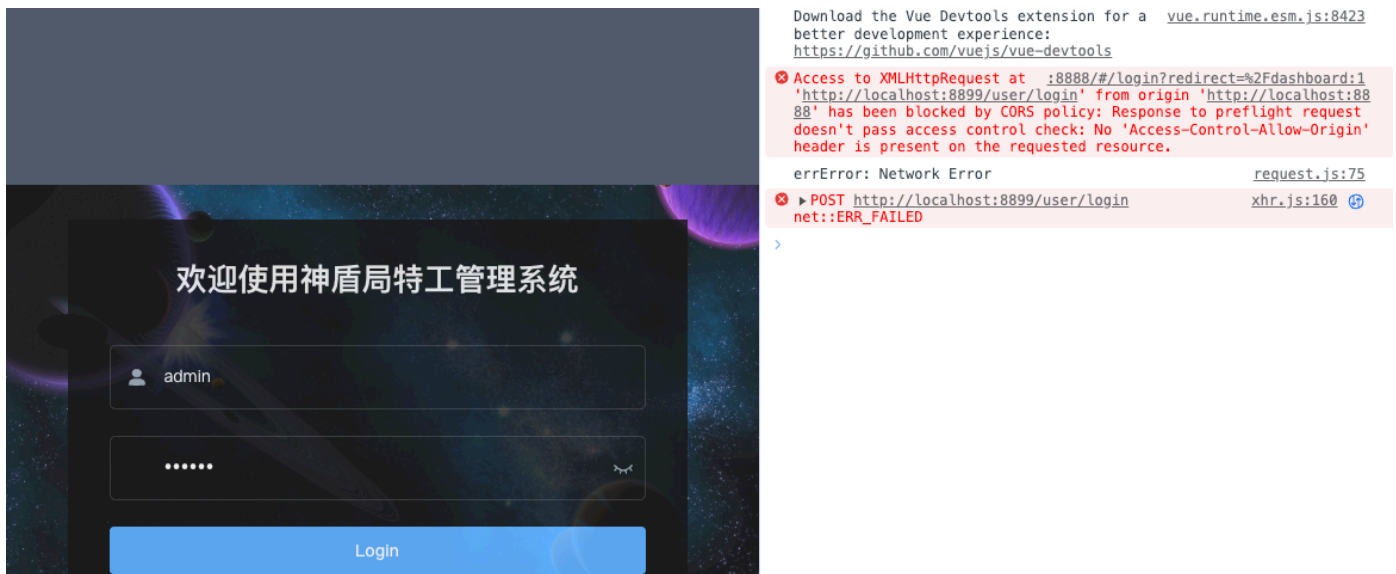 欢迎使用神盾局特工管理系统
admin
••••••
Login
Download the Vue Devtools extension for a vue.runtime.esm.js:8423
better development experience:
https://github.com/vuejs/vue-devtools
Access to XMLHttpRequest at :8888/#/login?redirect=%2Fdashboard:1
'http://localhost:8899/user/login' from origin 'http://localhost:88
88' has been blocked by CORS policy: Response to preflight request
doesn't pass access control check: No 'Access-Control-Allow-Origin'
header is present on the requested resource.
errError: Network Error request.js:75
POST http://localhost:8899/user/login xhr.js:160
net::ERR_FAILED